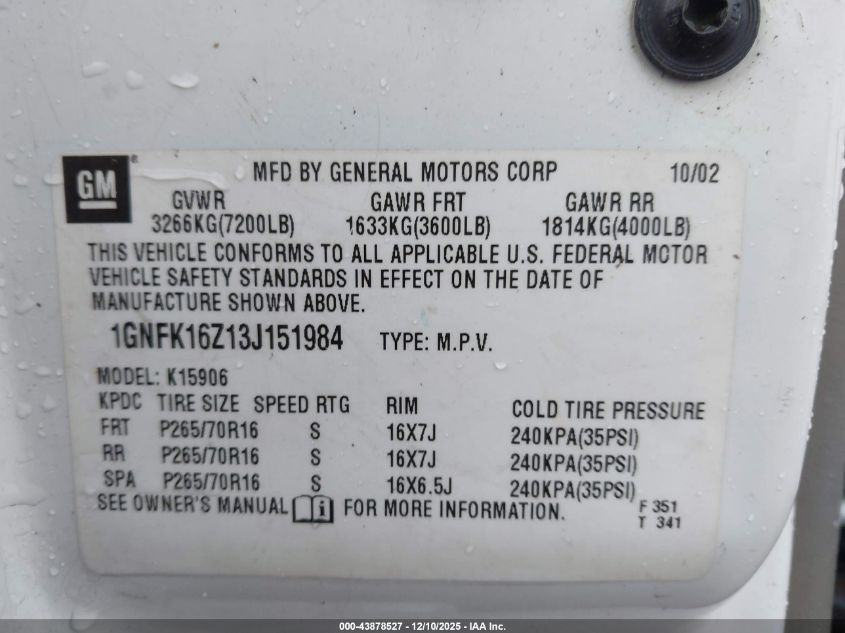 GM ® MFD BY GENERAL MOTORS CORP 10/02
GVWR GAWR FRT GAWR RR
3266KG(7200LB) 1633KG(3600LB) 1814KG(4000LB)
THIS VEHICLE CONFORMS TO ALL APPLICABLE U.S. FEDERAL MOTOR
VEHICLE SAFETY STANDARDS IN EFFECT ON THE DATE OF
MANUFACTURE SHOWN ABOVE.
1GNFK16Z13J151984 TYPE: M.P.V.
MODEL: K15906
KPDC TIRE SIZE SPEED RTG RIM COLD TIRE PRESSURE
FRT P265/70R16 S 16X7J 240KPA(35PSI)
RR P265/70R16 S 16X7J 240KPA(35PSI)
SPA P265/70R16 S 16X6.5J 240KPA(35PSI)
SEE OWNER'S MANUAL i FOR MORE INFORMATION. F 351
T 341
000-43878527 — 12/10/2025 — IAA Inc.